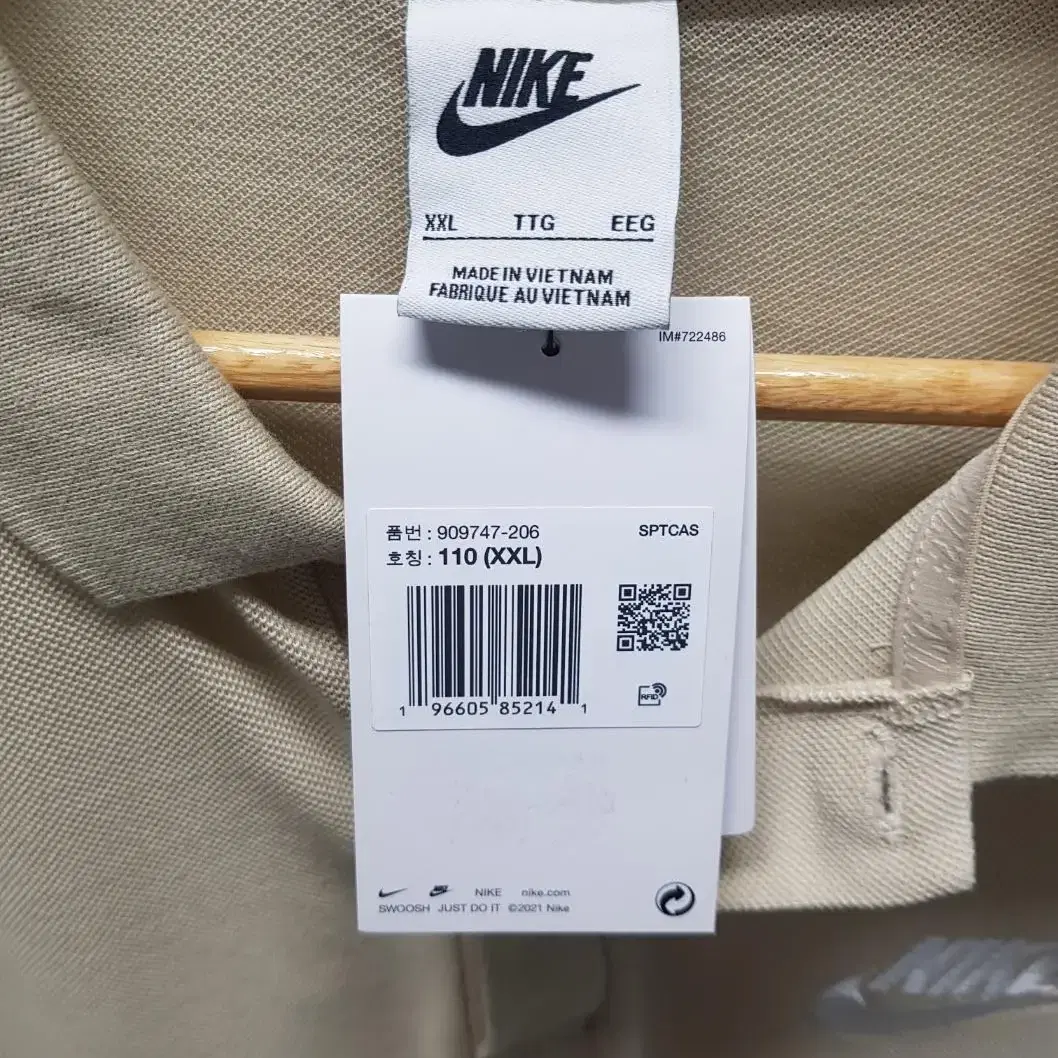 NIKE
XXL TTG EEG
MADE IN VIETNAM
FABRIQUE AU VIETNAM
IM#722486
품번 : 909747-206 SPTCAS
호칭 : 110 (XXL)
RFID
1 96605 85214 1
NIKE nike.com
SWOOSH JUST DO IT ©2021 Nike
NIKE